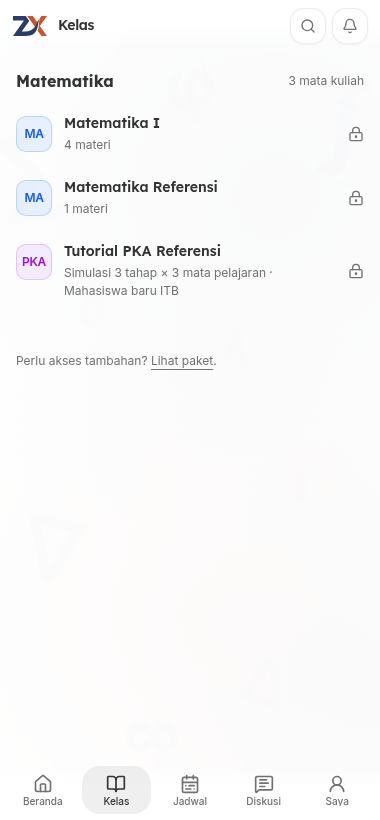 ZX
Kelas
Matematika
3 mata kuliah
MA
Matematika I
4 materi
MA
Matematika Referensi
1 materi
PKA
Tutorial PKA Referensi
Simulasi 3 tahap × 3 mata pelajaran ·
Mahasiswa baru ITB
Perlu akses tambahan? Lihat paket.
Beranda
Kelas
Jadwal
Diskusi
Saya